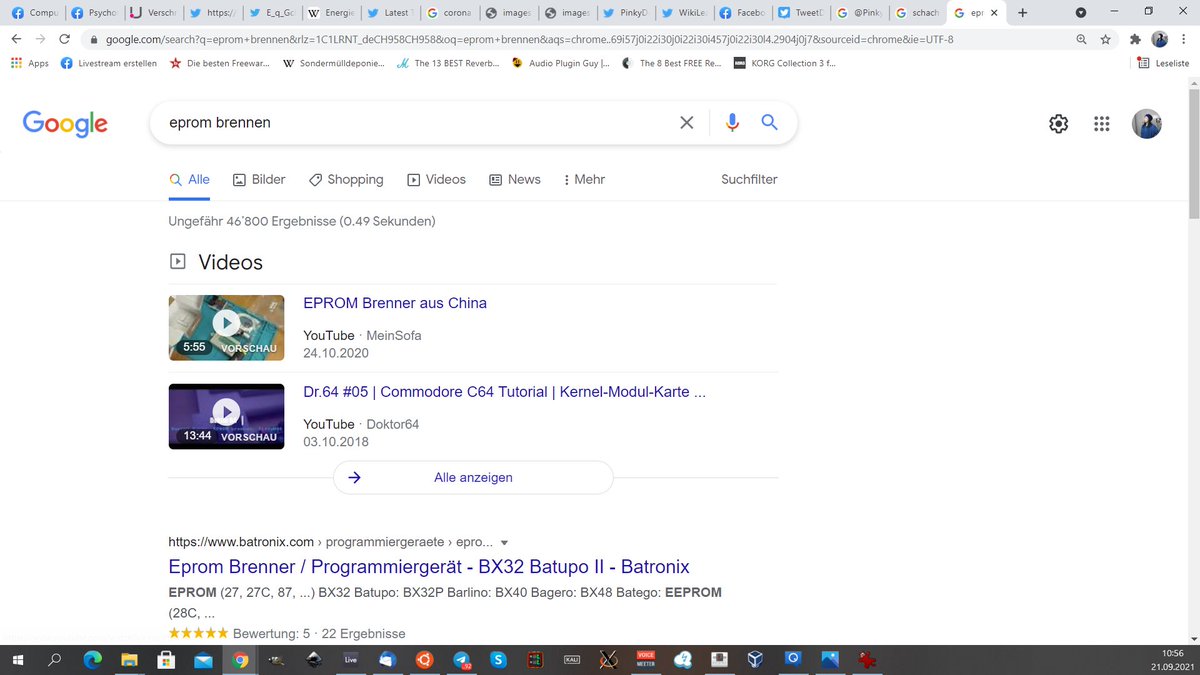 Compu
Psycho
Verschr
https:/
E_q_Go
Energie
Latest T
corona
images
images
PinkyD
WikiLea
Facebo
TweetD
@Pinky
schach
epr
google.com/search?q=eprom+brennen&rlz=1C1LRNT_deCH958CH958&oq=eprom+brennen&aqs=chrome..69i57j0i22i30j0i22i30i457j0i22i30l4.2904j0j7&sourceid=chrome&ie=UTF-8
Apps
Livestream erstellen
Die besten Freewar...
Sondermülldeponie...
The 13 BEST Reverb...
Audio Plugin Guy |...
The 8 Best FREE Re...
KORG Collection 3 f...
Leseliste
Google
eprom brennen
Alle
Bilder
Shopping
Videos
News
Mehr
Suchfilter
Ungefähr 46'800 Ergebnisse (0.49 Sekunden)
Videos
EPROM Brenner aus China
5:55 VORSCHAU
YouTube · MeinSofa
24.10.2020
Dr.64 #05 | Commodore C64 Tutorial | Kernel-Modul-Karte ...
13:44 VORSCHAU
YouTube · Doktor64
03.10.2018
Alle anzeigen
https://www.batronix.com › programmiergeraete › epro...
Eprom Brenner / Programmiergerät - BX32 Batupo II - Batronix
EPROM (27, 27C, 87, ...) BX32 Batupo: BX32P Barlino: BX40 Bagero: BX48 Batego: EEPROM
(28C, ...
Bewertung: 5 · 22 Ergebnisse
Live
KALI
VOICE
MEETER
10:56
21.09.2021